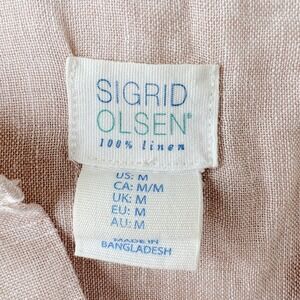 SIGRID
OLSEN®
100% linen
US: M
CA: M/M
UK: M
EU: M
AU: M
MADE IN
BANGLADESH